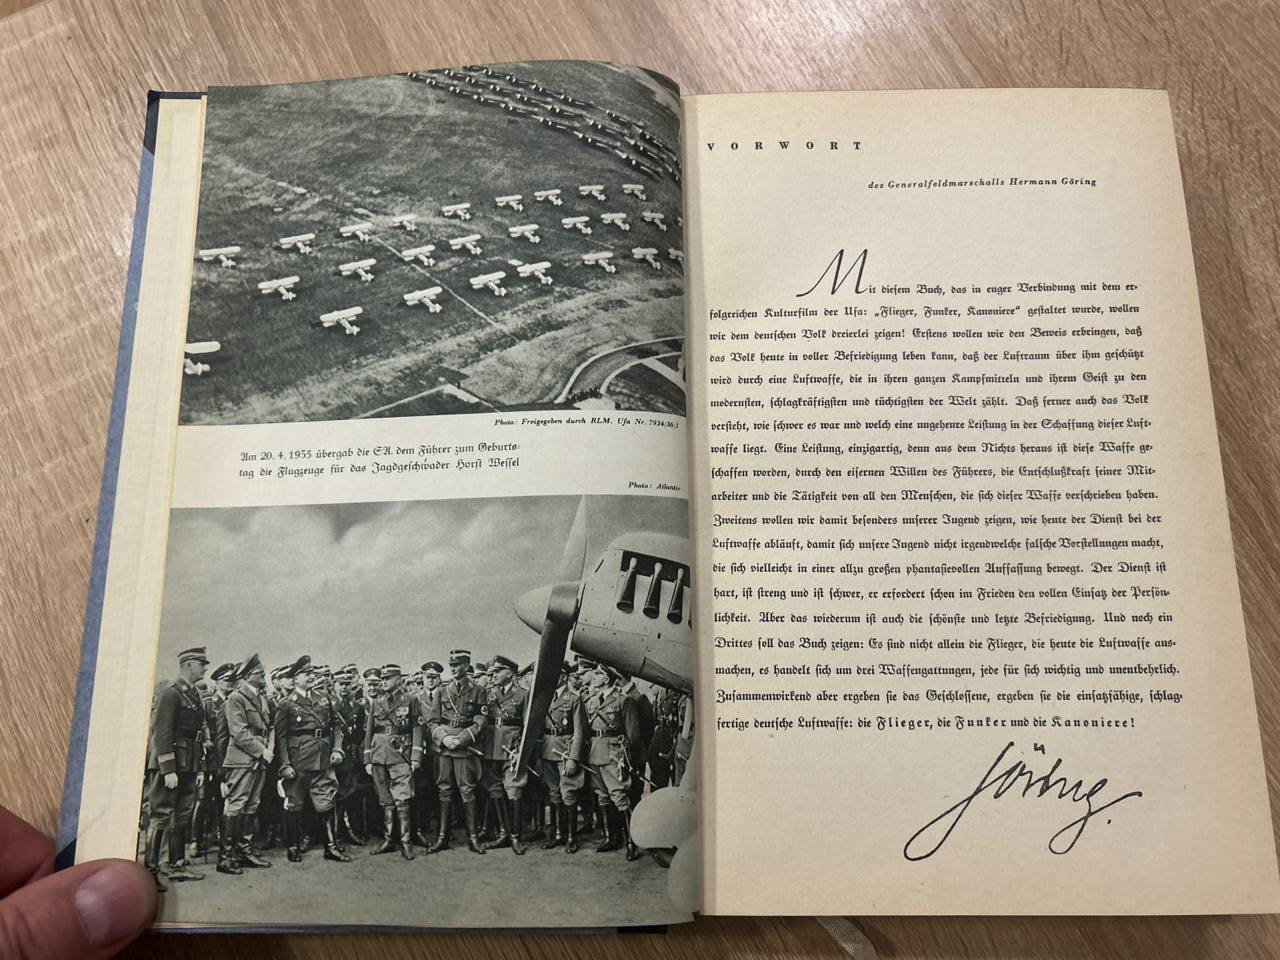 Photo: Freigegeben durch RLM. Ufa Nr. 7934/36/1
Am 20. 4. 1935 übergab die SA. dem Führer zum Geburts-
tag die Flugzeuge für das Jagdgeschwader Horst Wessel
Photo: Atlantic
VORWORT
des Generalfeldmarschalls Hermann Göring
Mit diesem Buch, das in enger Verbindung mit dem er-
folgreichen Kulturfilm der Ufa: „Flieger, Funker, Kanoniere“ gestaltet wurde, wollen
wir dem deutschen Volk dreierlei zeigen! Erstens wollen wir den Beweis erbringen, daß
das Volk heute in voller Befriedigung leben kann, daß der Luftraum über ihm geschützt
wird durch eine Luftwaffe, die in ihren ganzen Kampfmitteln und ihrem Geist zu den
modernsten, schlagkräftigsten und tüchtigsten der Welt zählt. Daß ferner auch das Volk
versteht, wie schwer es war und welch eine ungeheure Leistung in der Schaffung dieser Luft-
waffe liegt. Eine Leistung, einzigartig, denn aus dem Nichts heraus ist diese Waffe ge-
schaffen worden, durch den eisernen Willen des Führers, die Entschlußkraft seiner Mit-
arbeiter und die Tätigkeit von all den Menschen, die sich dieser Waffe verschrieben haben.
Zweitens wollen wir damit besonders unserer Jugend zeigen, wie heute der Dienst bei der
Luftwaffe abläuft, damit sich unsere Jugend nicht irgendwelche falsche Vorstellungen macht,
die sich vielleicht in einer allzu großen phantasievollen Auffassung bewegt. Der Dienst ist
hart, ist streng und ist schwer, er erfordert schon im Frieden den vollen Einsatz der Persön-
lichkeit. Aber das wiederum ist auch die schönste und letzte Befriedigung. Und noch ein
Drittes soll das Buch zeigen: Es sind nicht allein die Flieger, die heute die Luftwaffe aus-
machen, es handelt sich um drei Waffengattungen, jede für sich wichtig und unentbehrlich.
Zusammenwirkend aber ergeben sie das Geschlossene, ergeben sie die einsatzfähige, schlag-
fertige deutsche Luftwaffe: die Flieger, die Funker und die Kanoniere!
Göring.